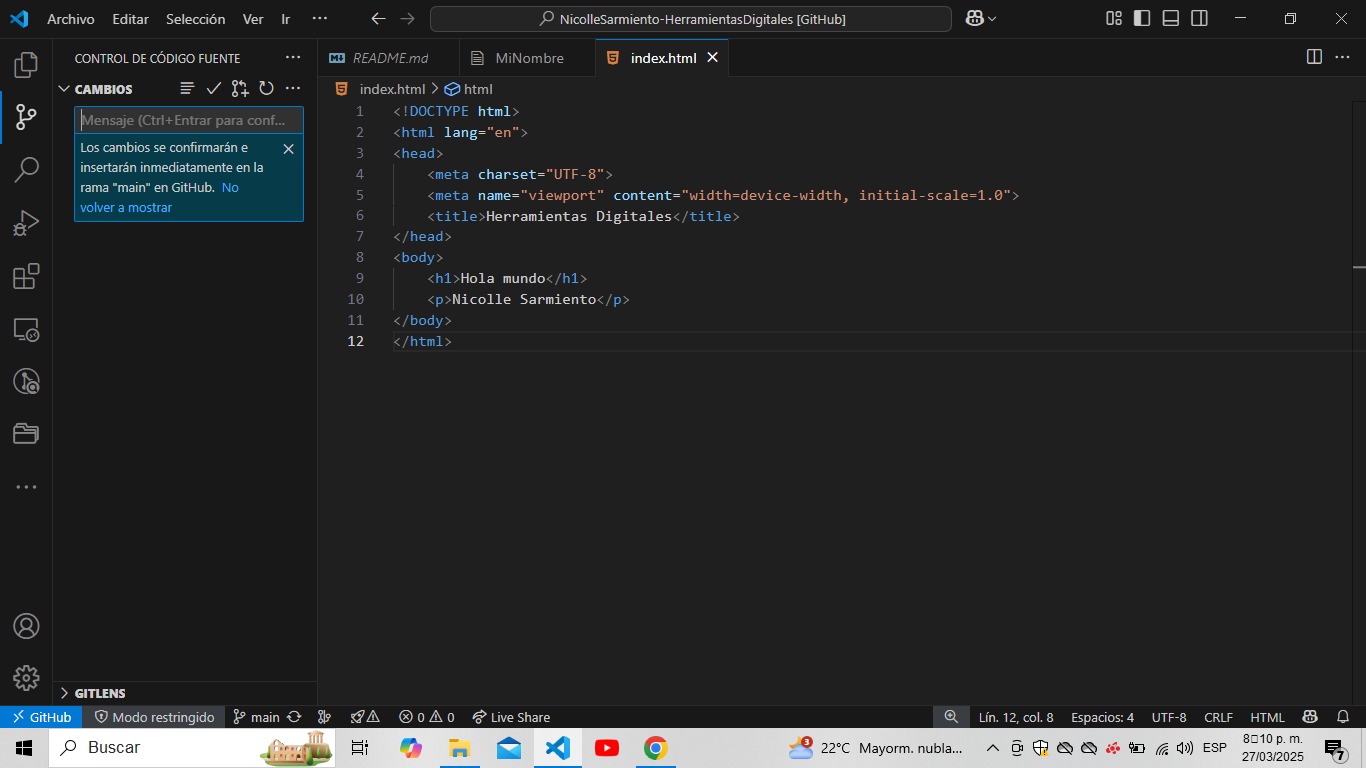 Archivo Editar Selección Ver Ir ··· NicolleSarmiento-HerramientasDigitales [GitHub]
CONTROL DE CÓDIGO FUENTE ···
README.md MiNombre index.html
CAMBIOS
index.html > html
Mensaje (Ctrl+Entrar para conf...
Los cambios se confirmarán e
insertarán inmediatamente en la
rama "main" en GitHub. No
volver a mostrar
1 <!DOCTYPE html>
2 <html lang="en">
3 <head>
4 <meta charset="UTF-8">
5 <meta name="viewport" content="width=device-width, initial-scale=1.0">
6 <title>Herramientas Digitales</title>
7 </head>
8 <body>
9 <h1>Hola mundo</h1>
10 <p>Nicolle Sarmiento</p>
11 </body>
12 </html>
GITLENS
GitHub Modo restringido main 0 0 Live Share Lín. 12, col. 8 Espacios: 4 UTF-8 CRLF HTML
Buscar 3 22°C Mayorm. nubla... ESP 8▯10 p. m.
27/03/2025 7